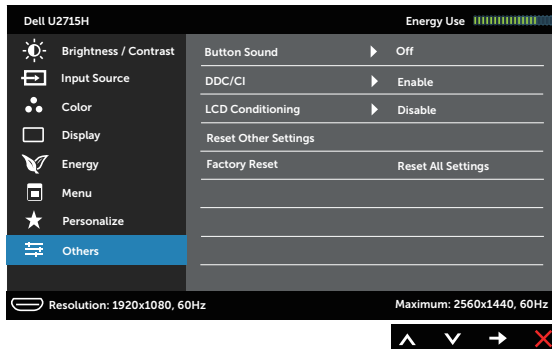 Dell U2715H Energy Use
Brightness / Contrast Button Sound Off
Input Source DDC/CI Enable
Color LCD Conditioning Disable
Display Reset Other Settings
Energy Factory Reset Reset All Settings
Menu
Personalize
Others
Resolution: 1920x1080, 60Hz Maximum: 2560x1440, 60Hz